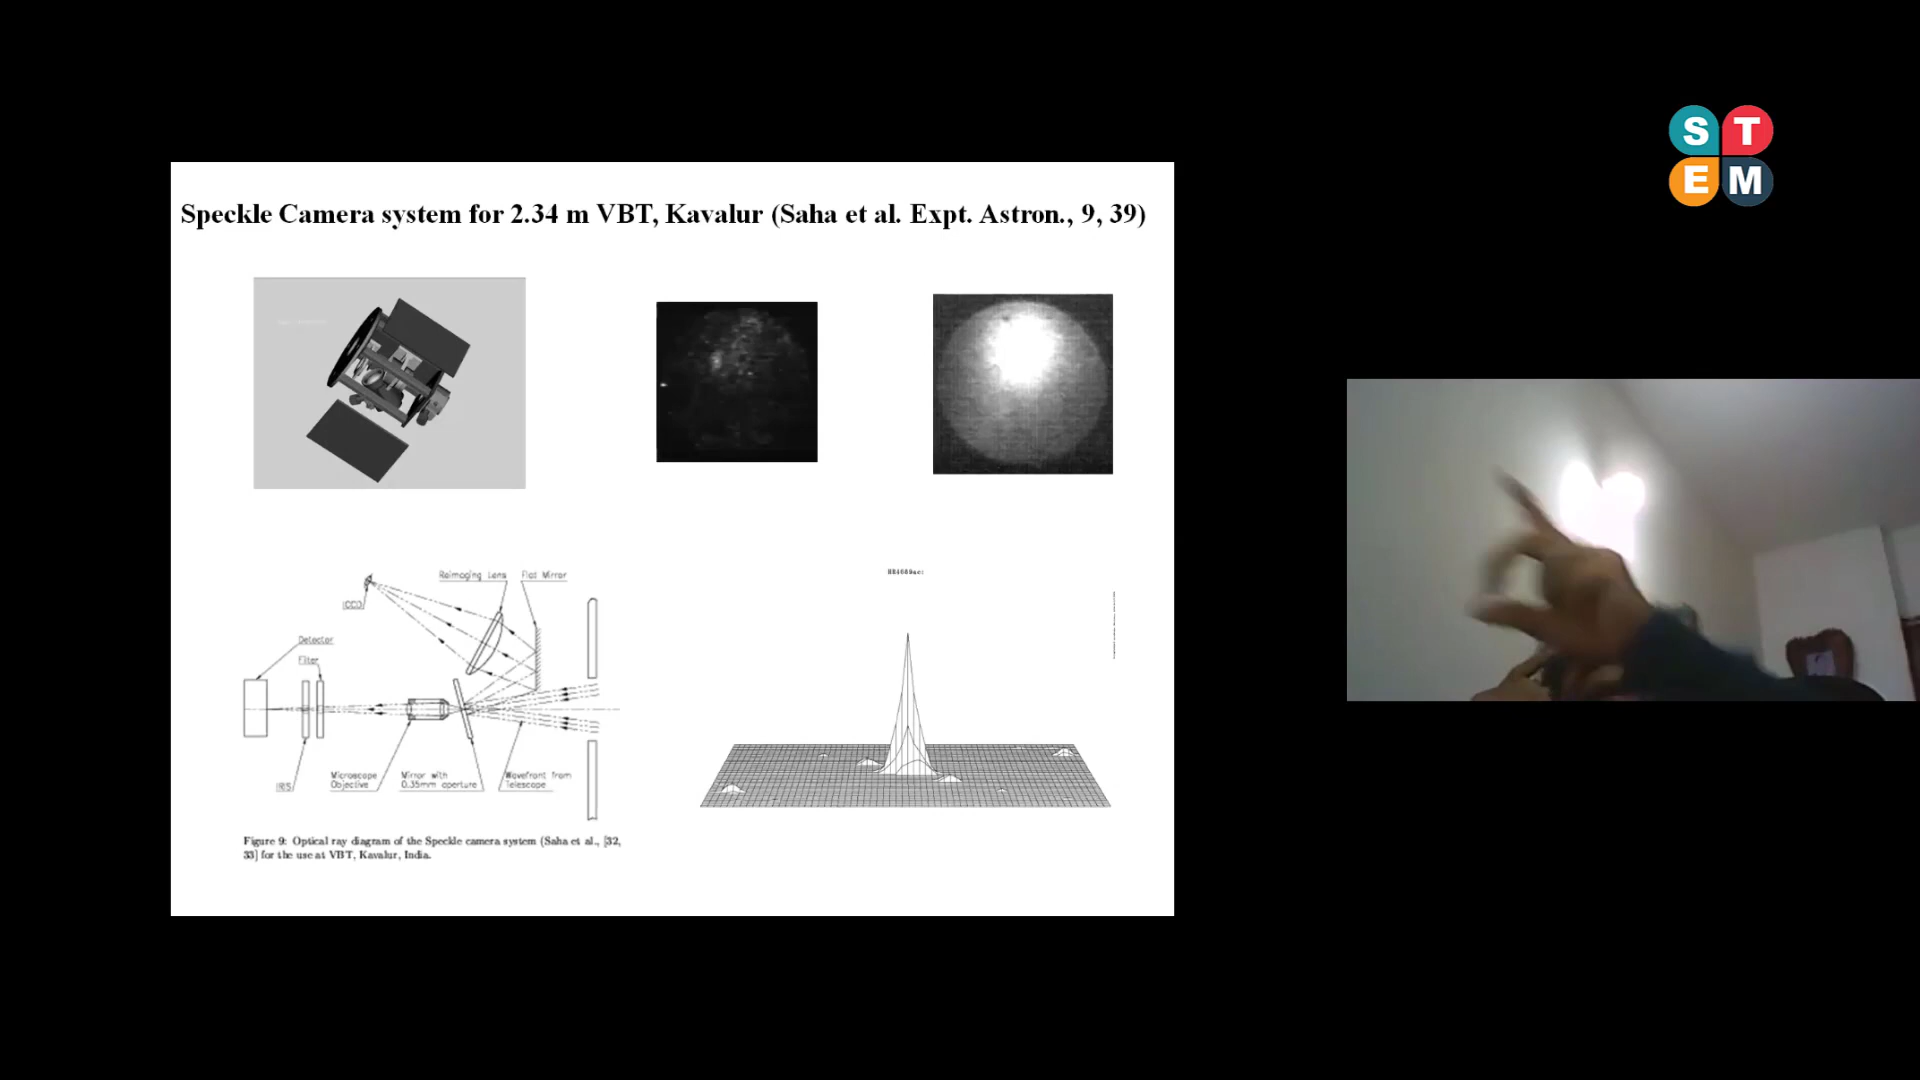 S T
E M
Speckle Camera system for 2.34 m VBT, Kavalur (Saha et al. Expt. Astron., 9, 39)
Reimaging Lens
Flat Mirror
ICCD
Detector
Filter
IRIS
Microscope
Objective
Mirror with
0.35mm aperture
Wavefront from
Telescope
Figure 9: Optical ray diagram of the Speckle camera system (Saha et al., [32,
33] for the use at VBT, Kavalur, India.